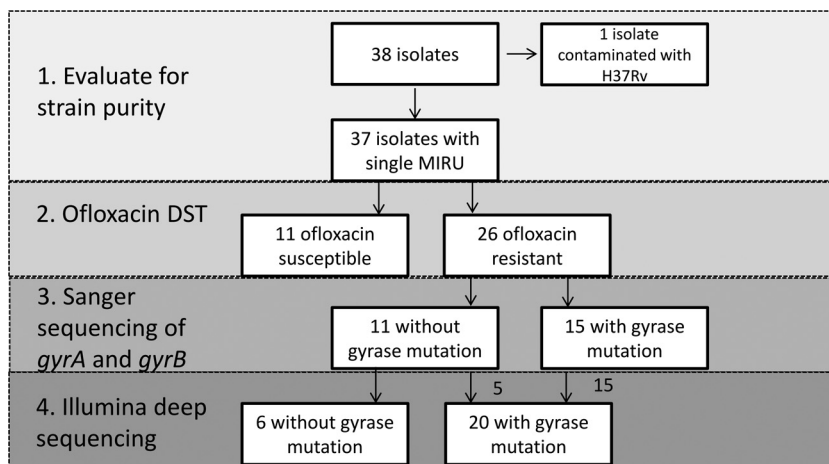 1. Evaluate for
strain purity
38 isolates
1 isolate
contaminated with
H37Rv
37 isolates with
single MIRU
2. Ofloxacin DST
11 ofloxacin
susceptible
26 ofloxacin
resistant
3. Sanger
sequencing of
gyrA and gyrB
11 without
gyrase mutation
15 with gyrase
mutation
4. Illumina deep
sequencing
5
15
6 without gyrase
mutation
20 with gyrase
mutation